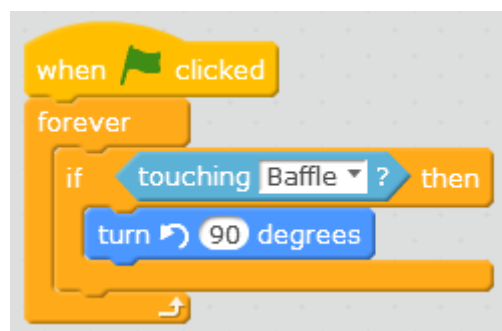 when clicked
forever
if touching Baffle ? then
turn 90 degrees